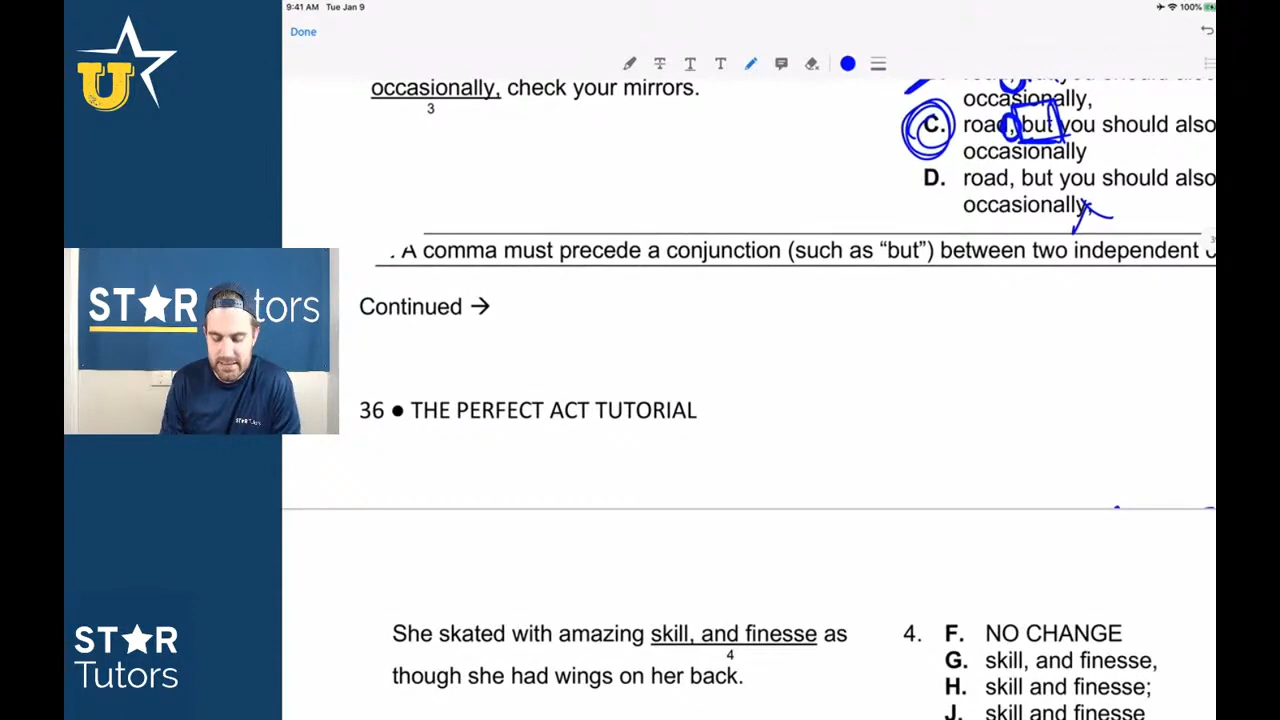 9:41 AM Tue Jan 9
100%
Done
occasionally, check your mirrors.
3
occasionally,
C. road, but you should also
occasionally
D. road, but you should also
occasionally,
. A comma must precede a conjunction (such as “but”) between two independent
Continued →
36 ● THE PERFECT ACT TUTORIAL
She skated with amazing skill, and finesse as
4
though she had wings on her back.
4. F. NO CHANGE
G. skill, and finesse,
H. skill and finesse;
J. skill and finesse
U
STAR
tors
STAR
Tutors